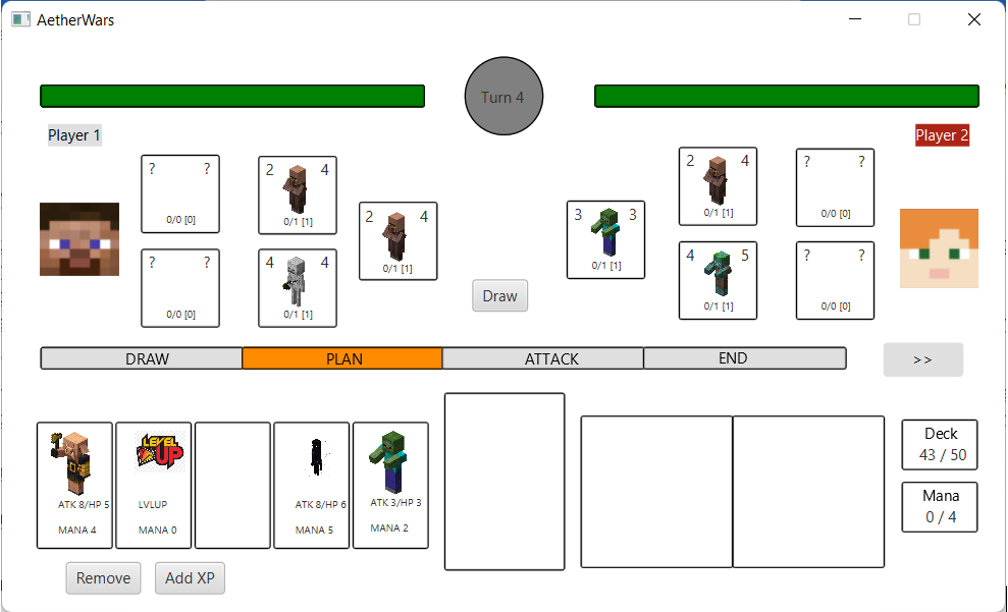 AetherWars
Turn 4
Player 1
Player 2
? ?
0/0 [0]
2 4
0/1 [1]
2 4
0/1 [1]
? ?
0/0 [0]
4 4
0/1 [1]
3 3
0/1 [1]
2 4
0/1 [1]
? ?
0/0 [0]
4 5
0/1 [1]
? ?
0/0 [0]
Draw
DRAW PLAN ATTACK END
>>
ATK 8/HP 5
MANA 4
LEVEL
UP
LVLUP
MANA 0
ATK 8/HP 6
MANA 5
ATK 3/HP 3
MANA 2
Deck
43 / 50
Mana
0 / 4
Remove Add XP